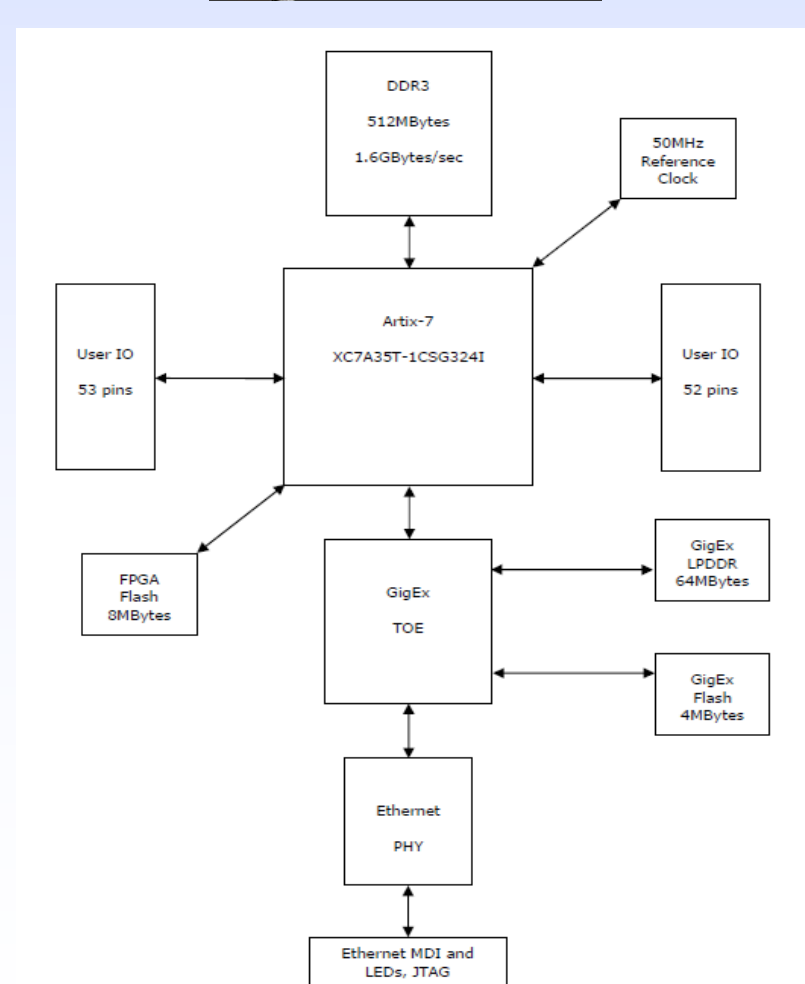 DDR3
512MBytes
1.6GBytes/sec
50MHz
Reference
Clock
Artix-7
XC7A35T-1CSG324I
User IO
53 pins
User IO
52 pins
FPGA
Flash
8MBytes
GigEx
TOE
GigEx
LPDDR
64MBytes
GigEx
Flash
4MBytes
Ethernet
PHY
Ethernet MDI and
LEDs, JTAG